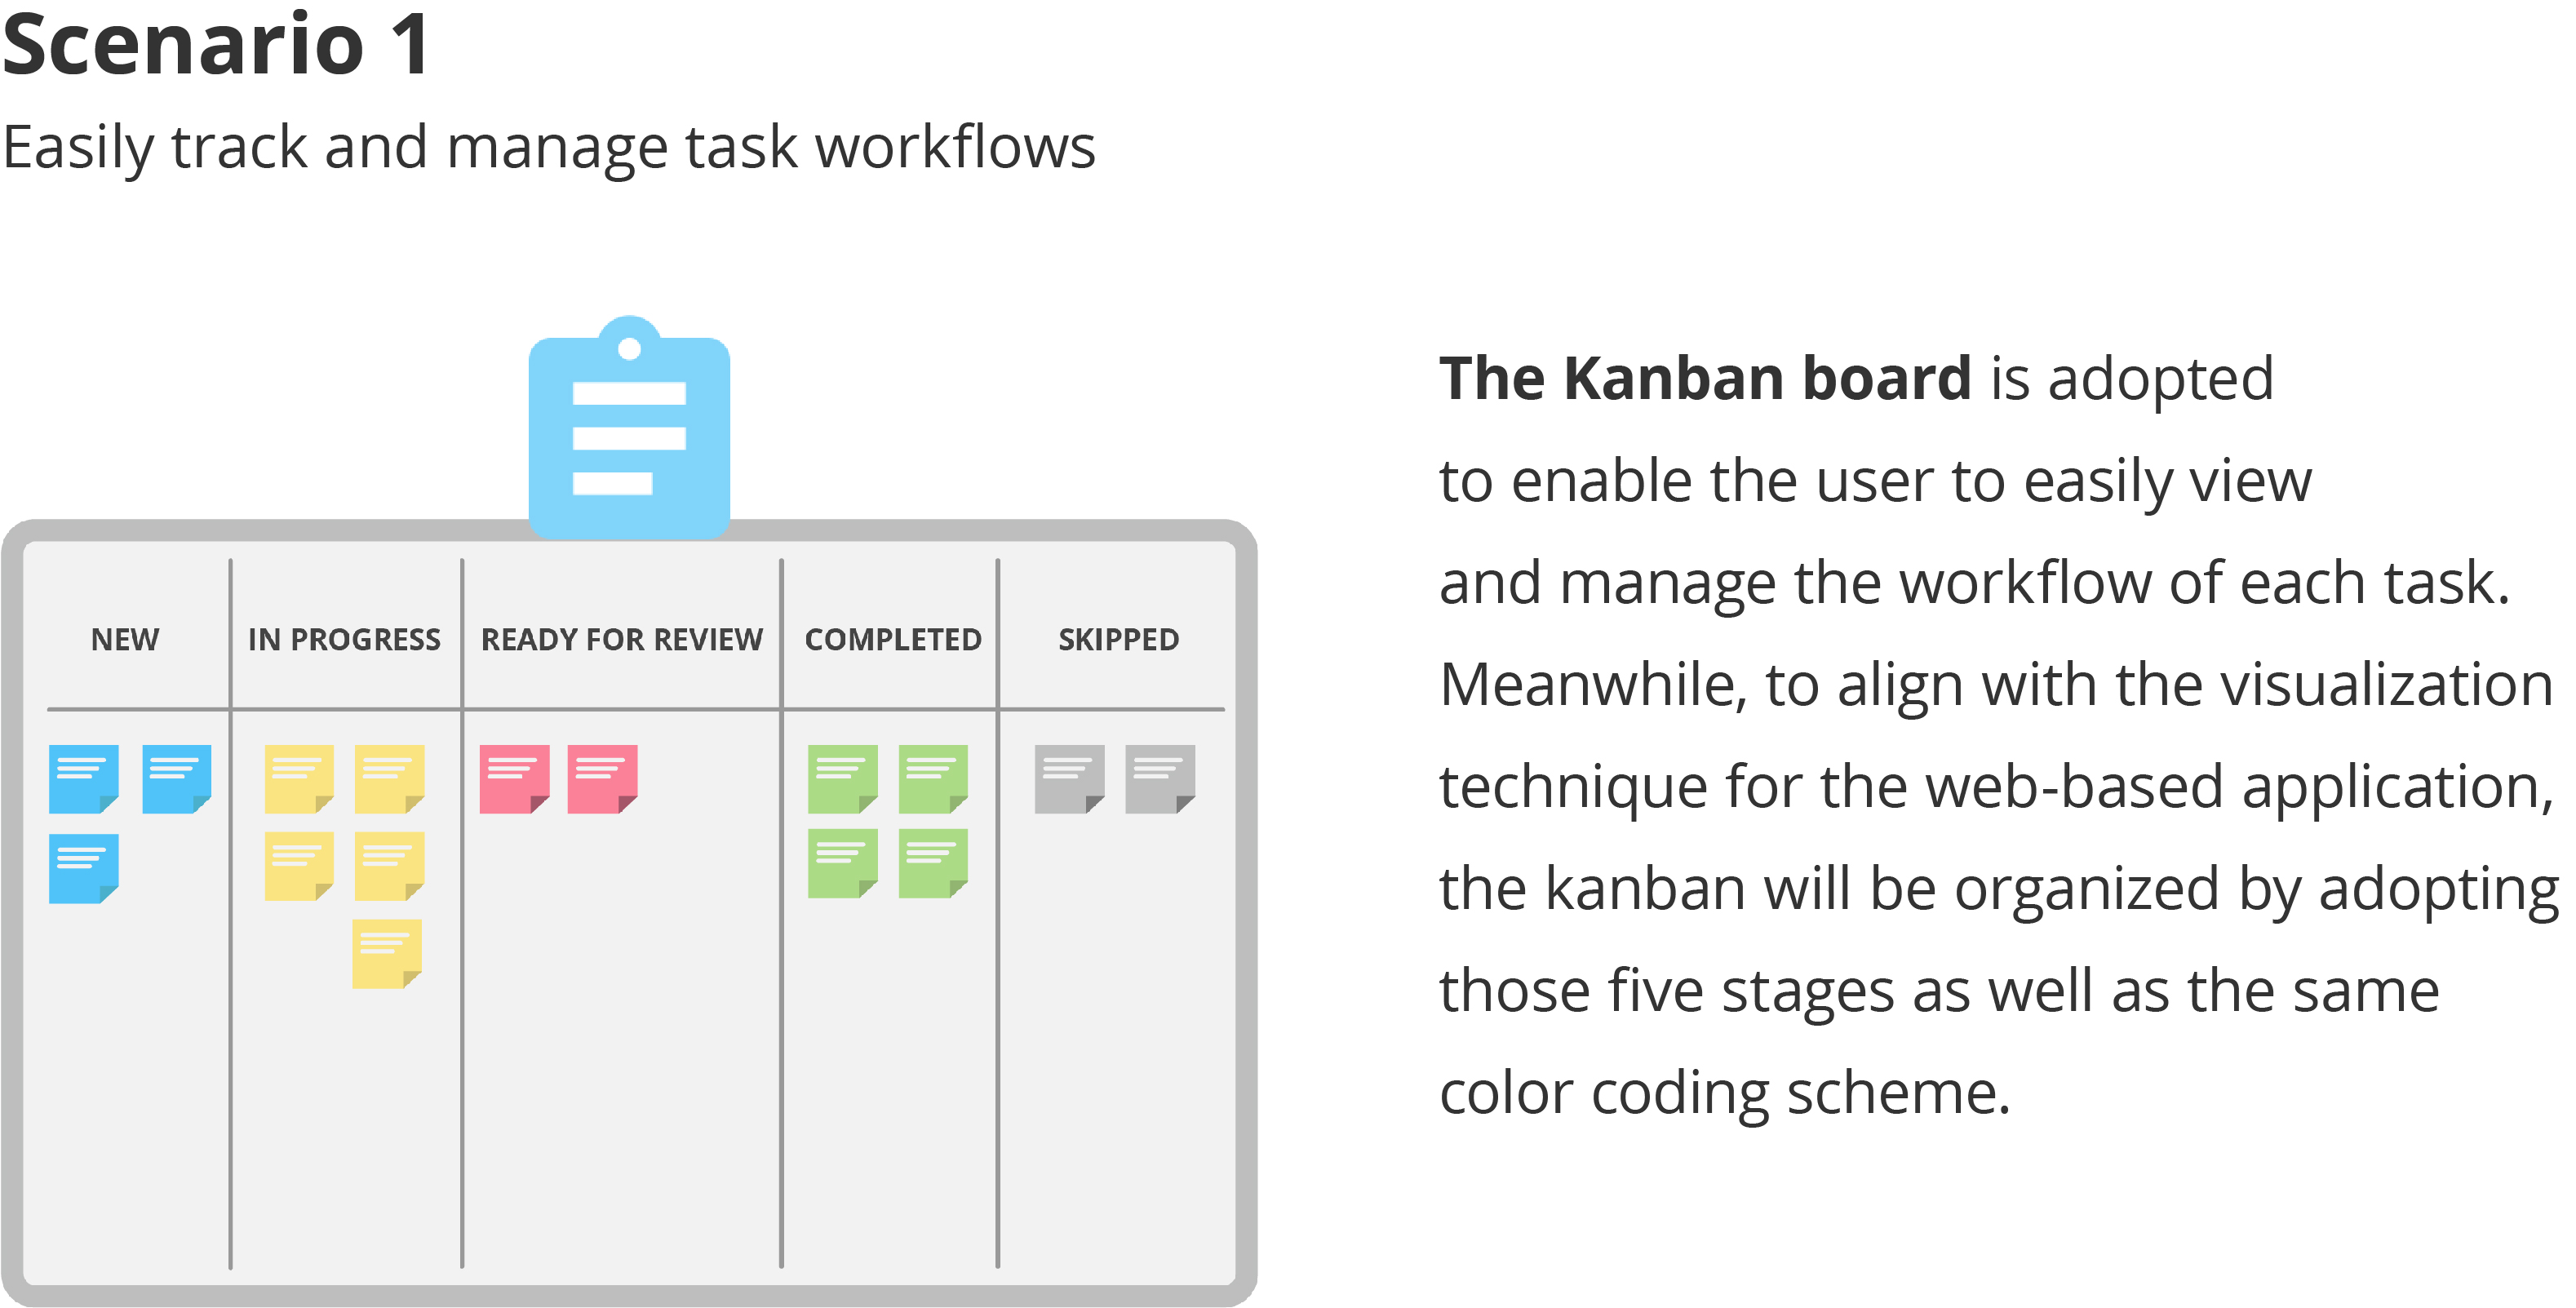 Scenario 1
Easily track and manage task workflows
NEW
IN PROGRESS
READY FOR REVIEW
COMPLETED
SKIPPED
The Kanban board is adopted
to enable the user to easily view
and manage the workflow of each task.
Meanwhile, to align with the visualization
technique for the web-based application,
the kanban will be organized by adopting
those five stages as well as the same
color coding scheme.